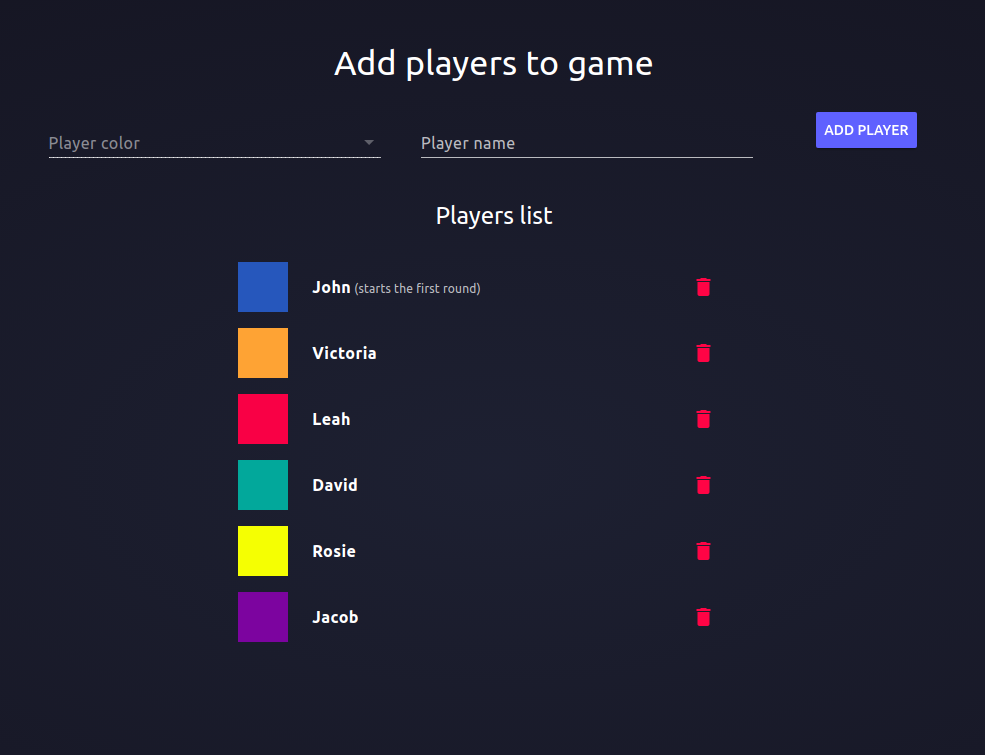 Add players to game
Player color
Player name
ADD PLAYER
Players list
John (starts the first round)
Victoria
Leah
David
Rosie
Jacob